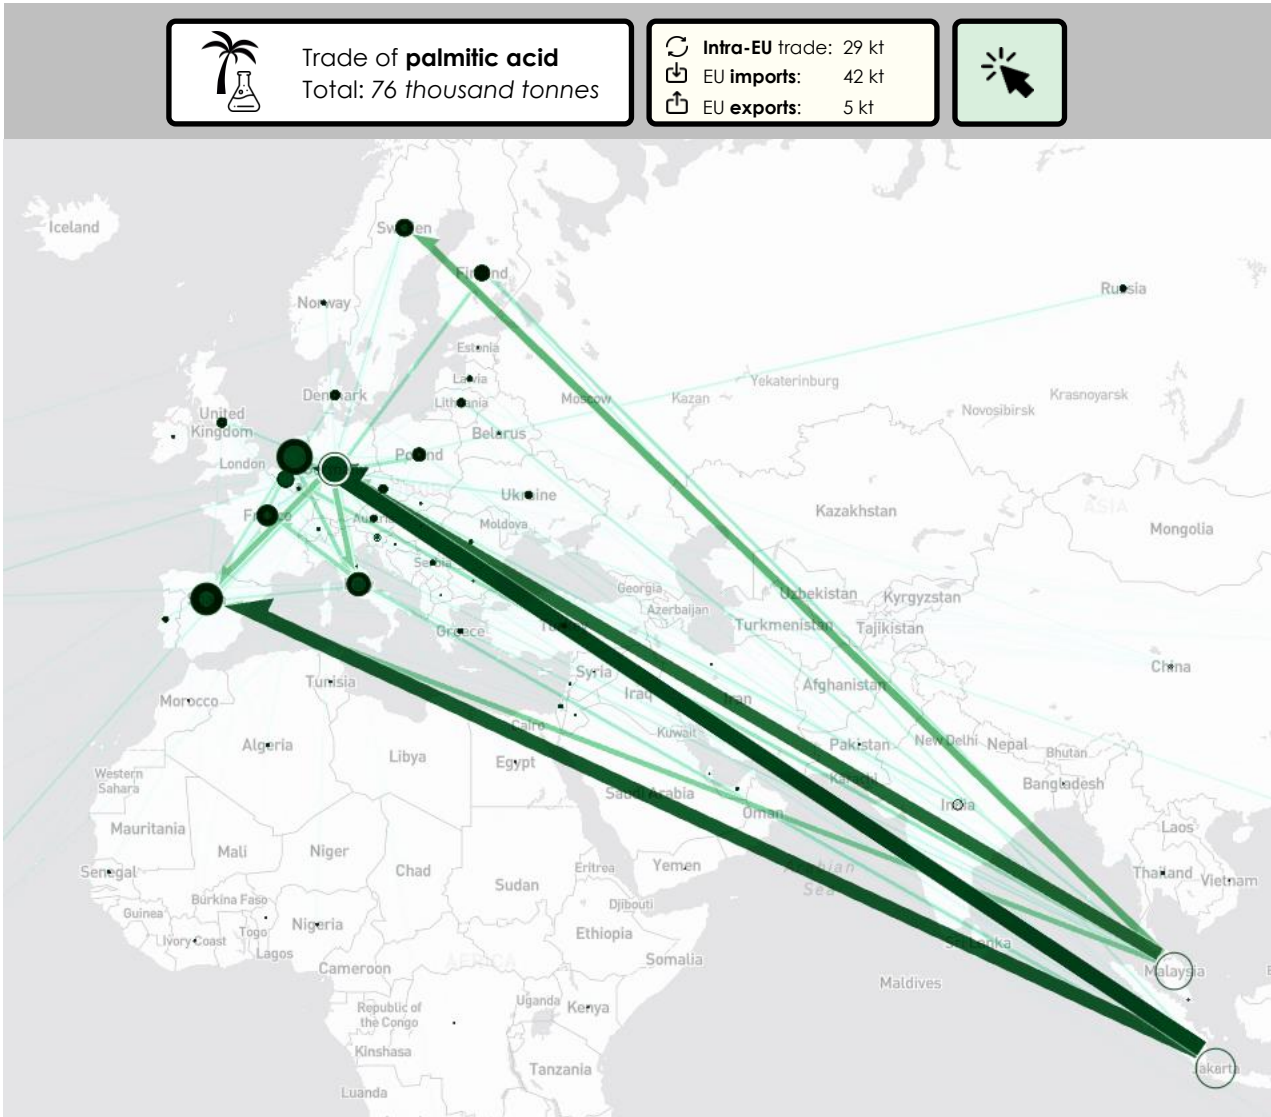 Trade of palmitic acid
Total: 76 thousand tonnes
Intra-EU trade: 29 kt
EU imports: 42 kt
EU exports: 5 kt
Iceland
Sweden
Finland
Norway
Russia
Estonia
Latvia
Denmark
Lithuania
Moscow
Kazan
Yekaterinburg
Novosibirsk
Krasnoyarsk
United
Kingdom
Belarus
London
Poland
Ukraine
France
Austria
Moldova
Kazakhstan
ASIA
Mongolia
Serbia
Georgia
Uzbekistan
Kyrgyzstan
Azerbaijan
Greece
Turkmenistan
Tajikistan
Syria
China
Tunisia
Iraq
Iran
Afghanistan
Morocco
Cairo
Kuwait
Pakistan
New Delhi
Nepal
Bhutan
Algeria
Libya
Egypt
Western
Sahara
Saudi Arabia
Karachi
Bangladesh
India
Oman
Mauritania
Laos
Mali
Niger
Chad
Sudan
Eritrea
Yemen
Arabian
Sea
Senegal
Thailand
Vietnam
Burkina Faso
Guinea
Djibouti
Togo
Nigeria
Ivory Coast
Lagos
Ethiopia
Sri Lanka
Cameroon
AFRICA
Somalia
Maldives
Malaysia
Republic of
the Congo
Uganda
Kenya
Kinshasa
Tanzania
Jakarta
Luanda